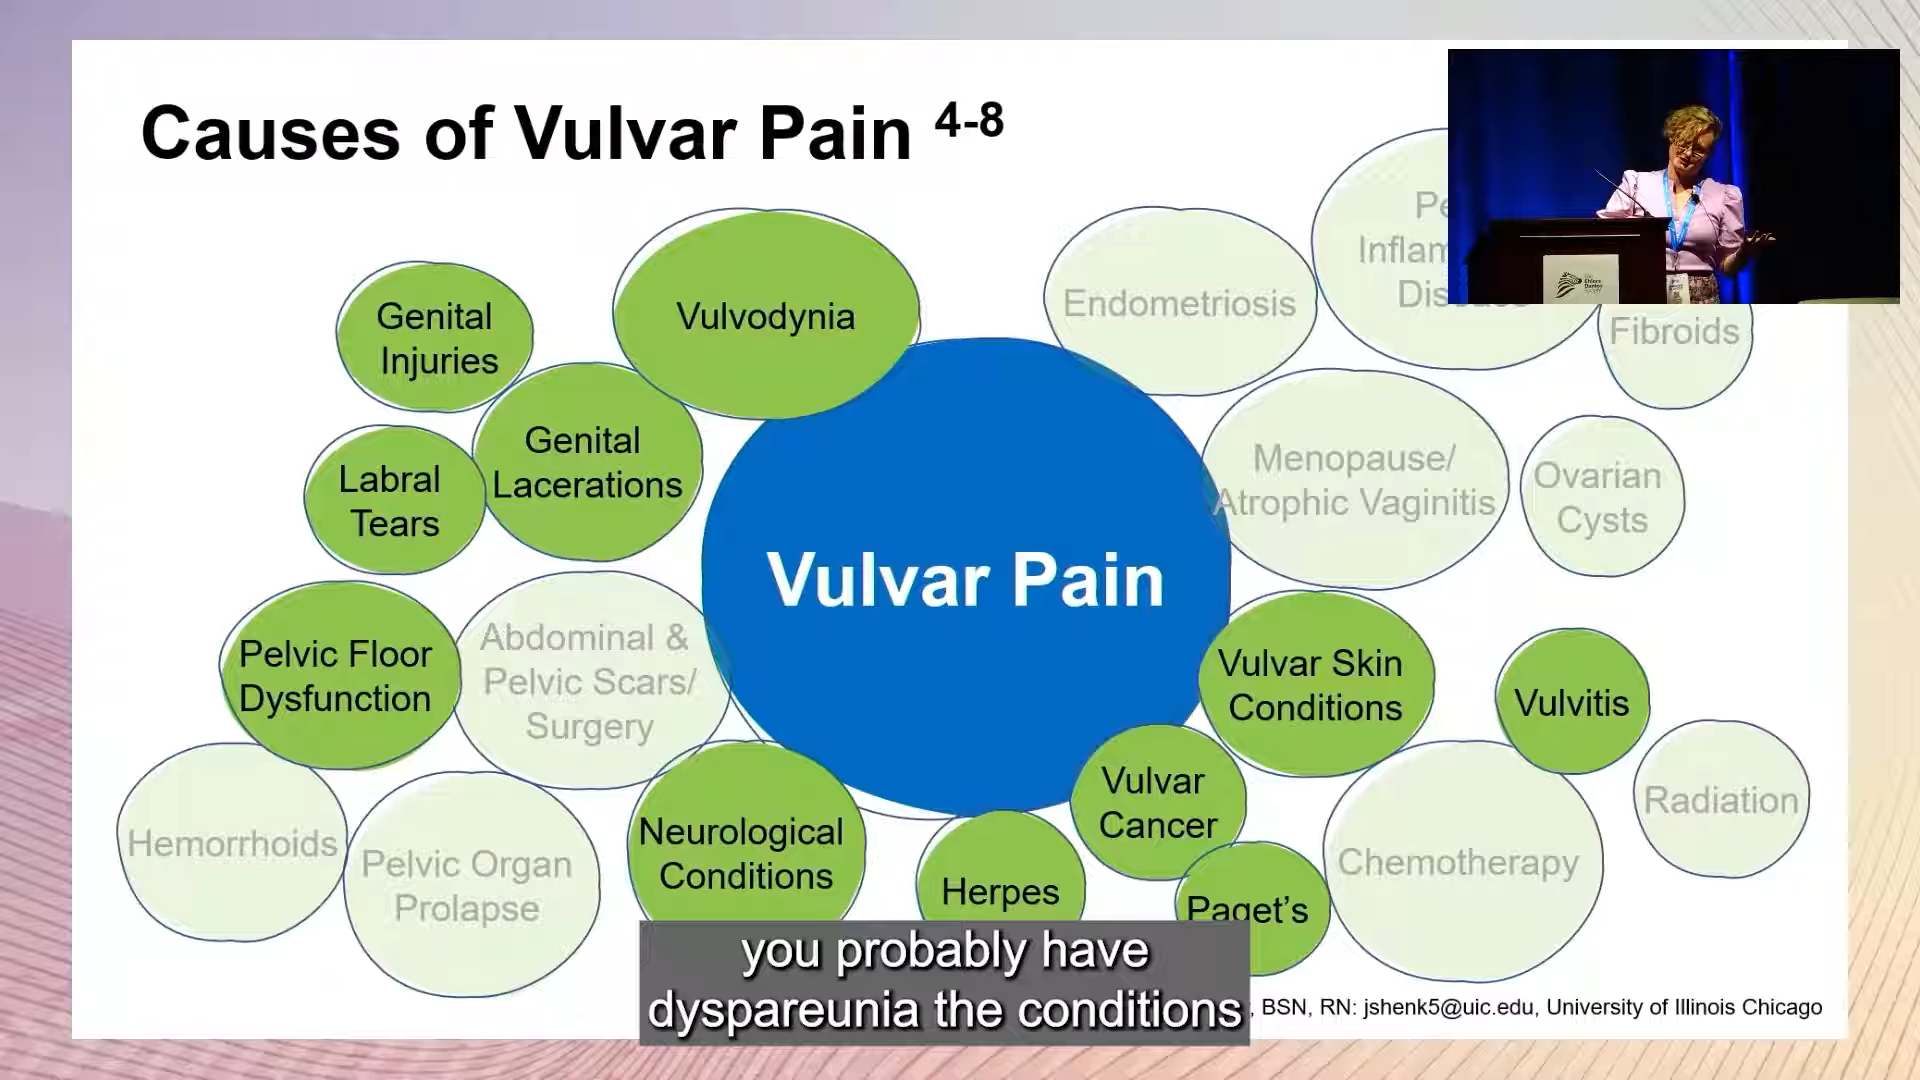 Causes of Vulvar Pain 4-8
Genital
Injuries
Vulvodynia
Endometriosis
Fibroids
Genital
Lacerations
Labral
Tears
Menopause/
Atrophic Vaginitis
Ovarian
Cysts
Vulvar Pain
Pelvic Floor
Dysfunction
Abdominal &
Pelvic Scars/
Surgery
Vulvar Skin
Conditions
Vulvitis
Hemorrhoids
Pelvic Organ
Prolapse
Neurological
Conditions
Herpes
Vulvar
Cancer
Paget's
Chemotherapy
Radiation
you probably have
dyspareunia the conditions
, BSN, RN: jshenk5@uic.edu, University of Illinois Chicago